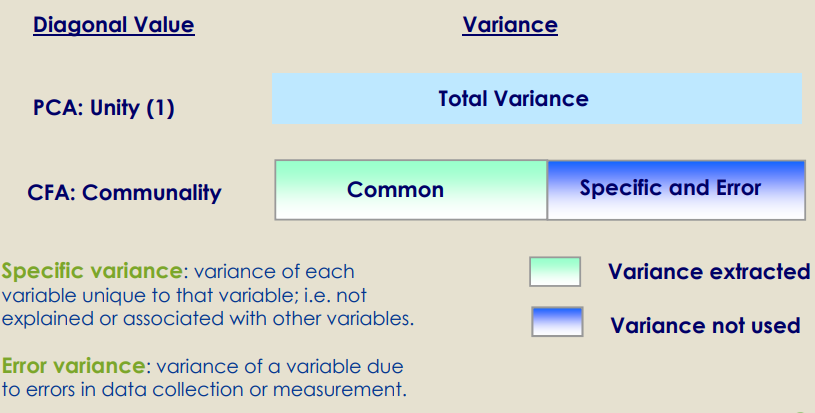 Diagonal Value
Variance
PCA: Unity (1)
Total Variance
CFA: Communality
Common
Specific and Error
Specific variance: variance of each
variable unique to that variable; i.e. not
explained or associated with other variables.
Error variance: variance of a variable due
to errors in data collection or measurement.
Variance extracted
Variance not used